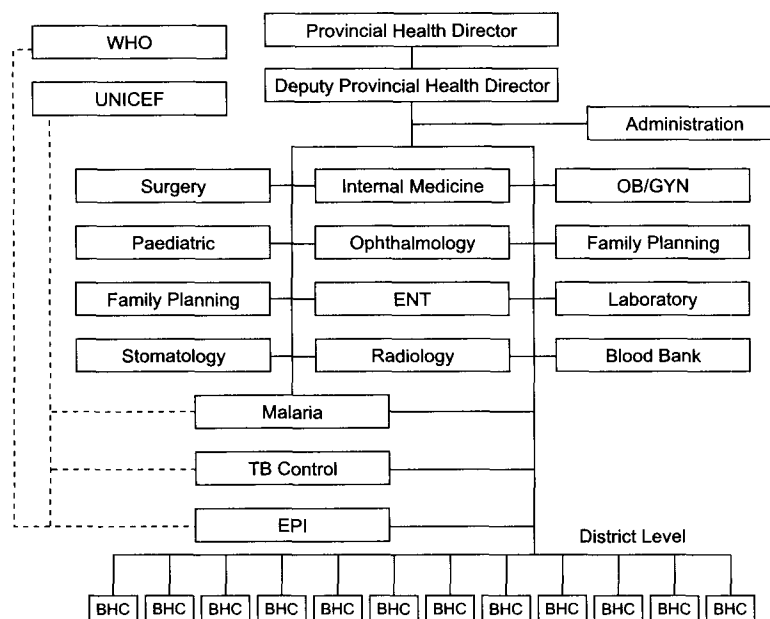 WHO
Provincial Health Director
UNICEF
Deputy Provincial Health Director
Administration
Surgery
Internal Medicine
OB/GYN
Paediatric
Ophthalmology
Family Planning
Family Planning
ENT
Laboratory
Stomatology
Radiology
Blood Bank
Malaria
TB Control
EPI
District Level
BHC BHC BHC BHC BHC BHC BHC BHC BHC BHC BHC BHC